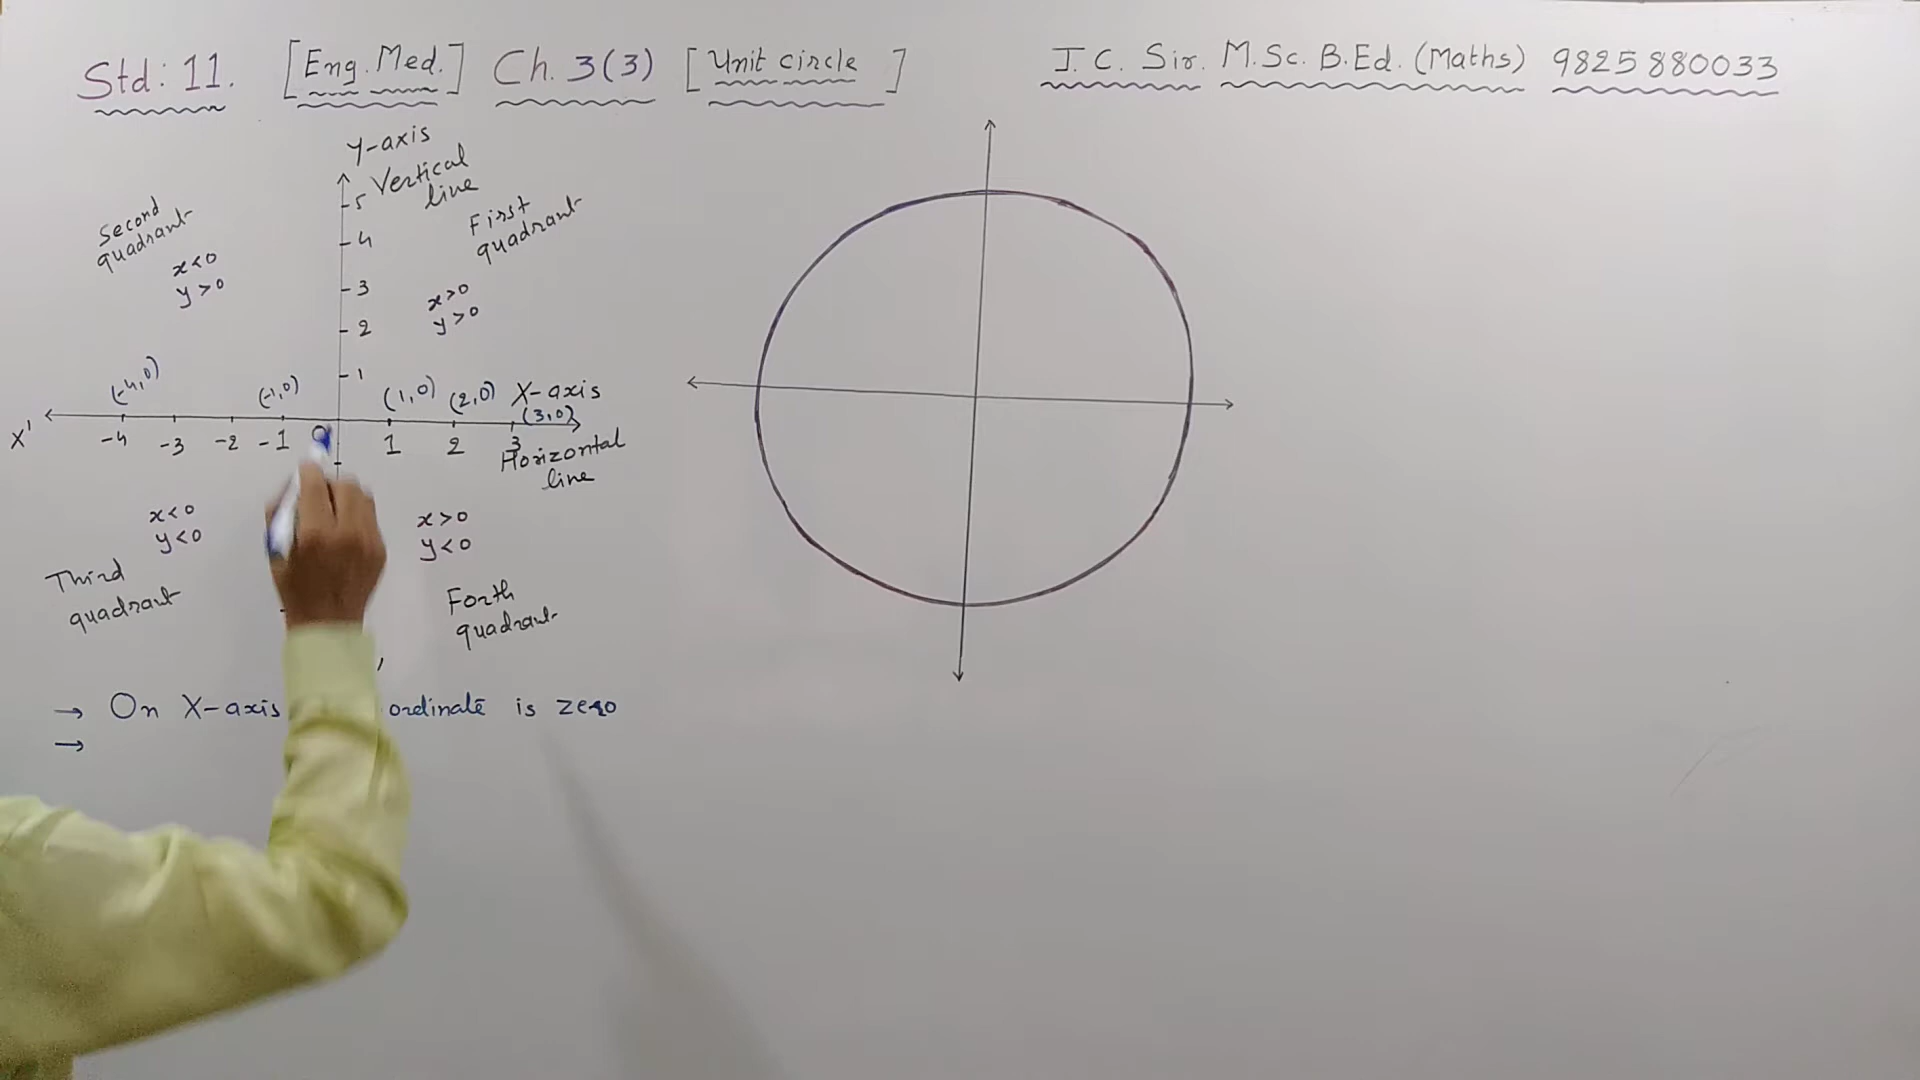 Std: 11. [Eng. Med.] Ch. 3(3) [Unit circle] J. C. Sir. M.Sc. B.Ed. (Maths) 9825880033
Y-axis
Vertical
line
Second
quadrant
x<0
y>0
First
quadrant
x>0
y>0
5
4
3
2
1
(-4,0)
(-1,0)
(1,0)
(2,0)
X-axis
(3,0)
X'
-4
-3
-2
-1
1
2
3
Horizontal
line
x<0
y<0
Third
quadrant
x>0
y<0
Forth
quadrant
→ On X-axis ordinate is zero
→